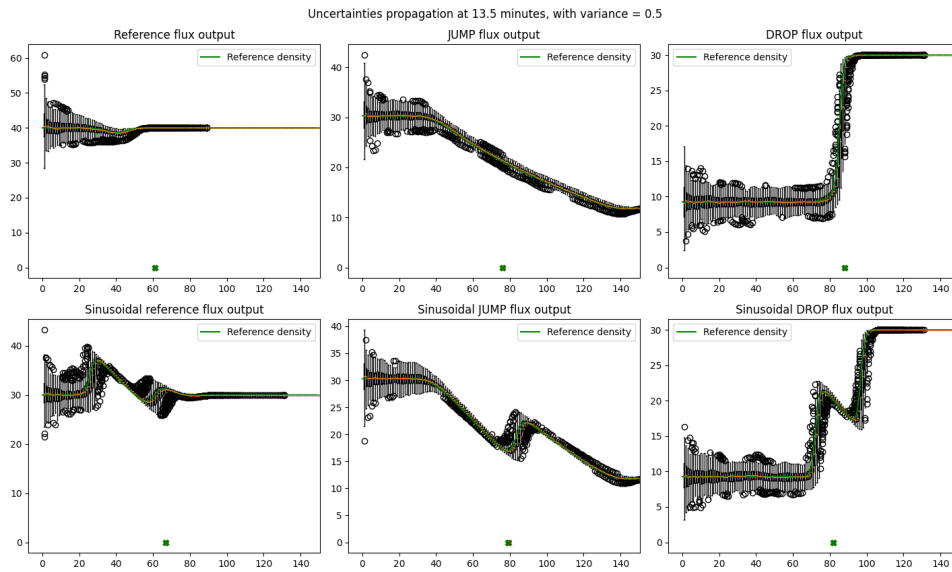 Uncertainties propagation at 13.5 minutes, with variance = 0.5
Reference flux output
JUMP flux output
DROP flux output
Reference density
Reference density
Reference density
60
50
40
30
20
10
0
40
30
20
10
0
30
25
20
15
10
5
0
0 20 40 60 80 100 120 140
0 20 40 60 80 100 120 140
0 20 40 60 80 100 120 140
Sinusoidal reference flux output
Sinusoidal JUMP flux output
Sinusoidal DROP flux output
Reference density
Reference density
Reference density
40
30
20
10
0
40
35
30
25
20
15
10
5
0
30
25
20
15
10
5
0
0 20 40 60 80 100 120 140
0 20 40 60 80 100 120 140
0 20 40 60 80 100 120 140